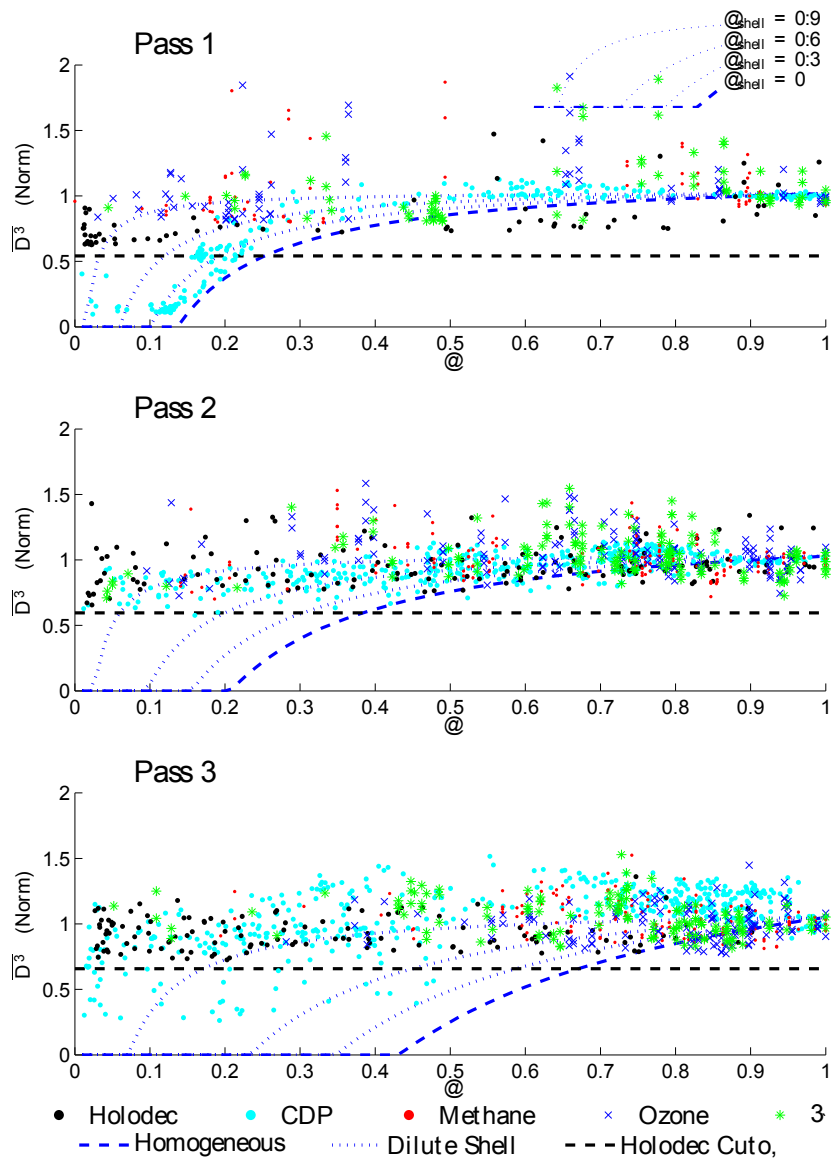 @shell = 0:9
@shell = 0:6
@shell = 0:3
@shell = 0
Pass 1
2
1.5
1
0.5
0
D³ (Norm)
0 0.1 0.2 0.3 0.4 0.5 0.6 0.7 0.8 0.9 1
@
Pass 2
2
1.5
1
0.5
0
D³ (Norm)
0 0.1 0.2 0.3 0.4 0.5 0.6 0.7 0.8 0.9 1
@
Pass 3
2
1.5
1
0.5
0
D³ (Norm)
0 0.1 0.2 0.3 0.4 0.5 0.6 0.7 0.8 0.9 1
@
Holodec CDP Methane Ozone 3-
Homogeneous Dilute Shell Holodec Cuto,